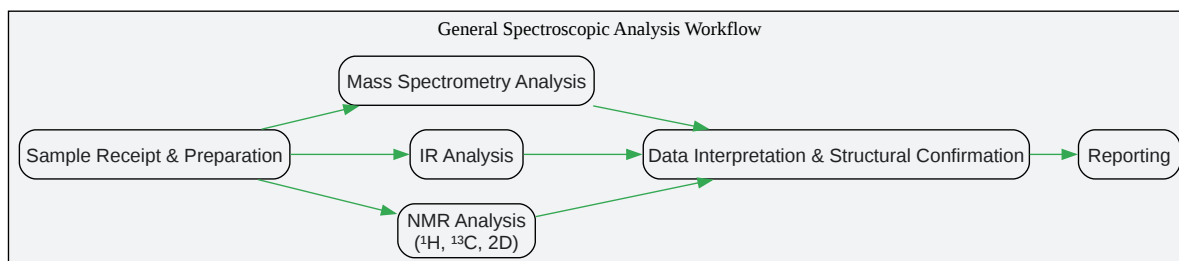 General Spectroscopic Analysis Workflow
Mass Spectrometry Analysis
Sample Receipt & Preparation
IR Analysis
Data Interpretation & Structural Confirmation
Reporting
NMR Analysis
(¹H, ¹³C, 2D)